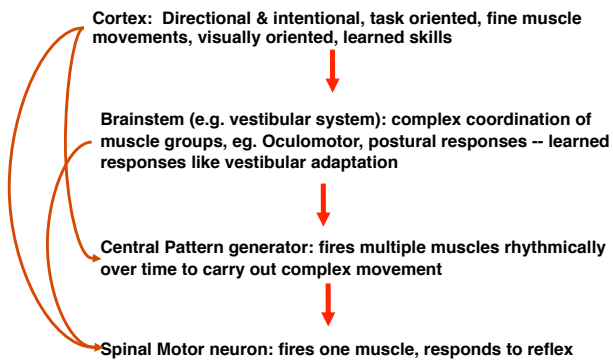 Cortex:  Directional & intentional, task oriented, fine muscle
movements, visually oriented, learned skills
Brainstem (e.g. vestibular system): complex coordination of
muscle groups, eg. Oculomotor, postural responses -- learned
responses like vestibular adaptation
Central Pattern generator: fires multiple muscles rhythmically
over time to carry out complex movement
Spinal Motor neuron: fires one muscle, responds to reflex